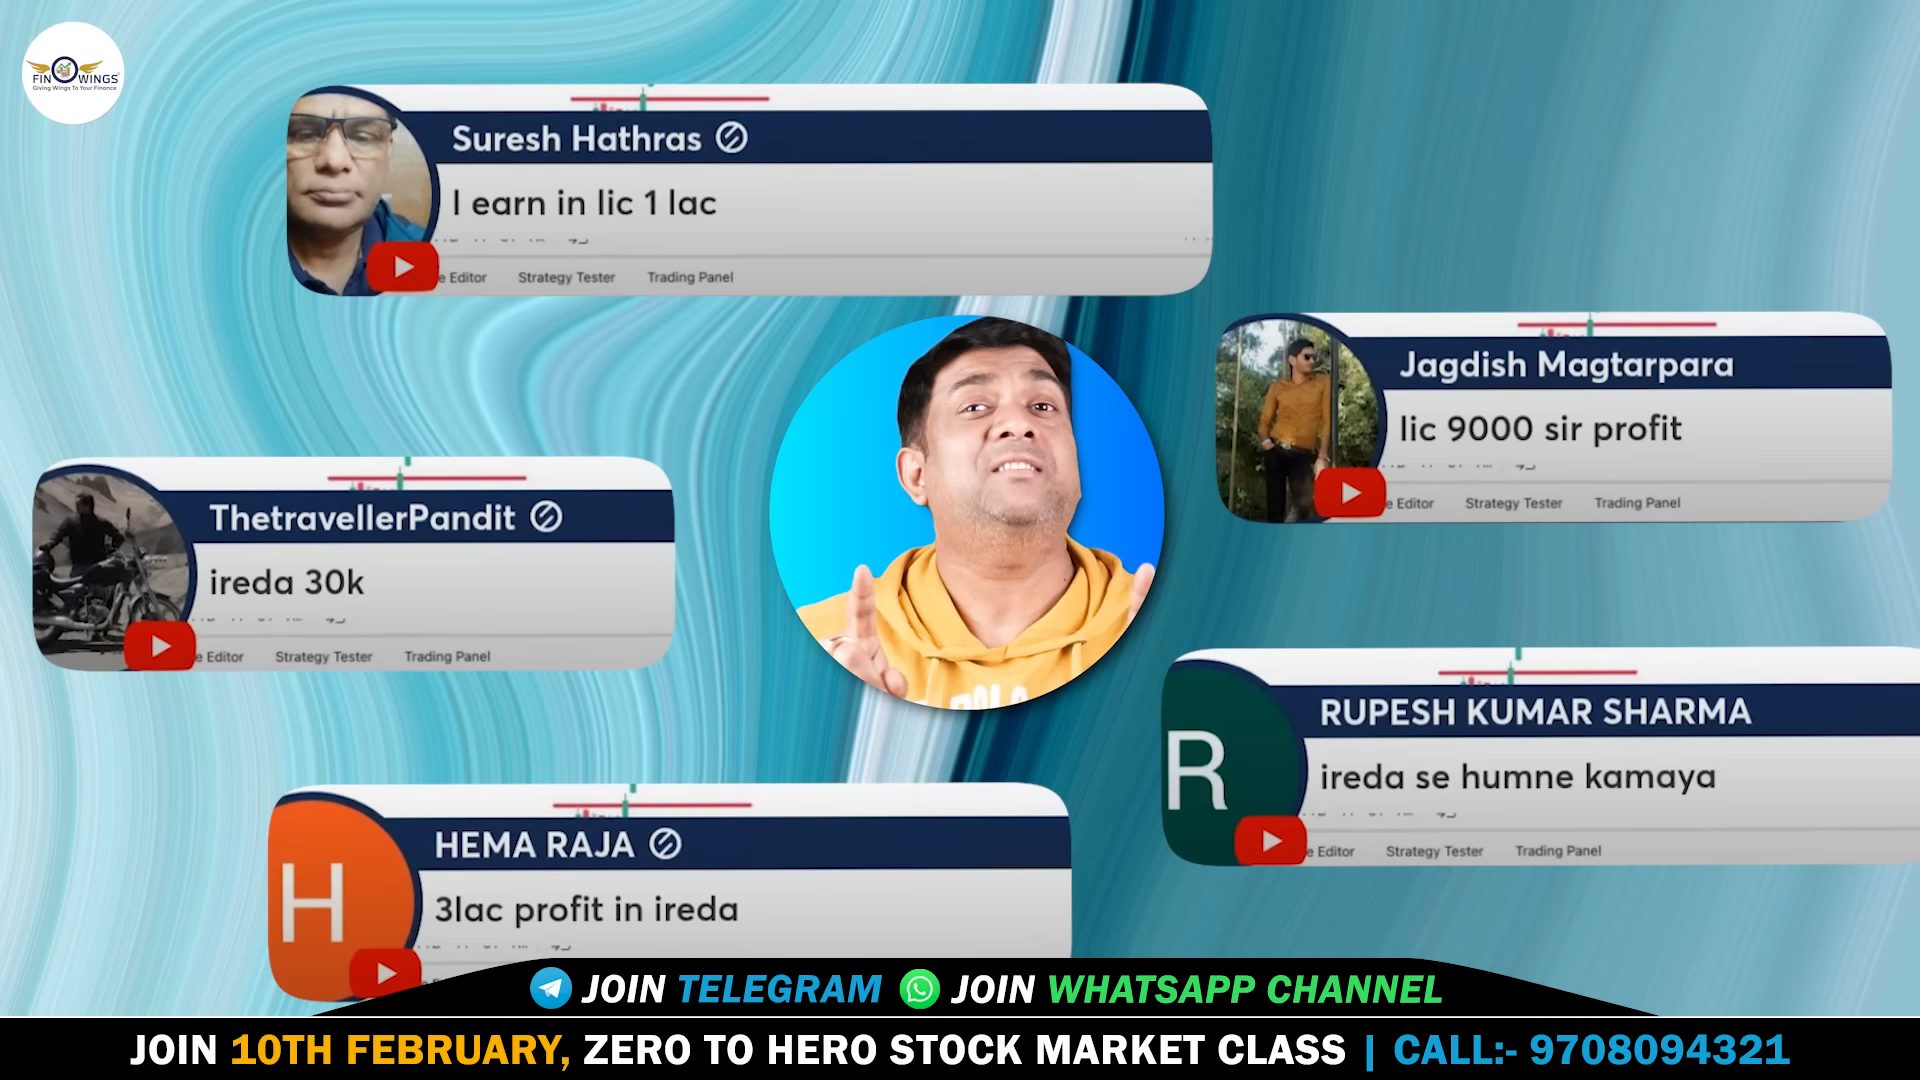 FINOWINGS
Giving Wings To Your Finance
Suresh Hathras
I earn in lic 1 lac
e Editor Strategy Tester Trading Panel
Jagdish Magtarpara
lic 9000 sir profit
e Editor Strategy Tester Trading Panel
ThetravellerPandit
ireda 30k
e Editor Strategy Tester Trading Panel
R
RUPESH KUMAR SHARMA
ireda se humne kamaya
e Editor Strategy Tester Trading Panel
H
HEMA RAJA
3lac profit in ireda
JOIN TELEGRAM JOIN WHATSAPP CHANNEL
JOIN 10TH FEBRUARY, ZERO TO HERO STOCK MARKET CLASS | CALL:- 9708094321